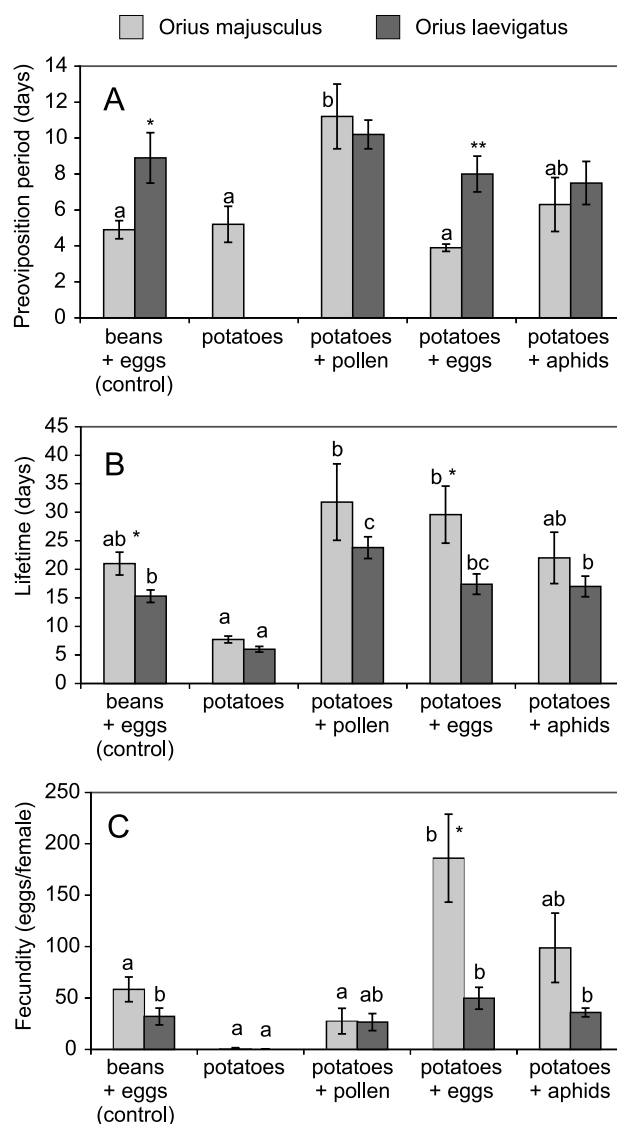 Orius majusculus Orius laevigatus
A
Preoviposition period (days)
14
12
10
8
6
4
2
0
a * a b a ** ab
beans + eggs (control)
potatoes
potatoes + pollen
potatoes + eggs
potatoes + aphids
B
Lifetime (days)
45
40
35
30
25
20
15
10
5
0
ab * b a a b c b * bc ab b
beans + eggs (control)
potatoes
potatoes + pollen
potatoes + eggs
potatoes + aphids
C
Fecundity (eggs/female)
250
200
150
100
50
0
a b a a a ab b * b ab b
beans + eggs (control)
potatoes
potatoes + pollen
potatoes + eggs
potatoes + aphids